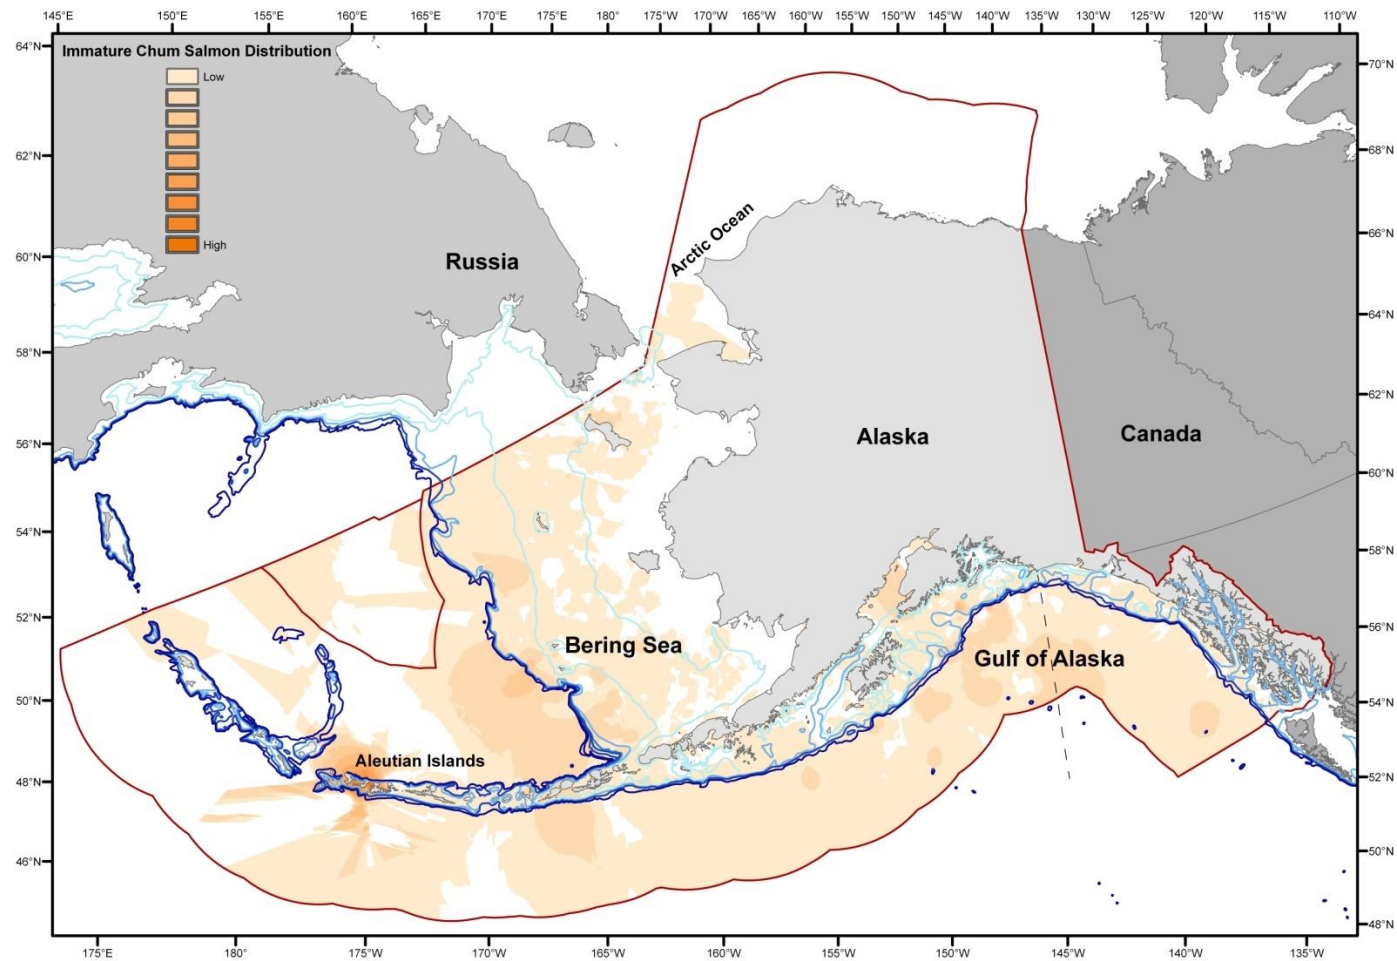 145°E 150°E 155°E 160°E 165°E 170°E 175°E 180° 175°W 170°W 165°W 160°W 155°W 150°W 145°W 140°W 135°W 130°W 125°W 120°W 115°W 110°W
Immature Chum Salmon Distribution
Low
High
64°N
62°N
60°N
58°N
56°N
54°N
52°N
50°N
48°N
46°N
70°N
68°N
66°N
64°N
62°N
60°N
58°N
56°N
54°N
52°N
50°N
48°N
Arctic Ocean
Russia
Alaska
Canada
Bering Sea
Gulf of Alaska
Aleutian Islands
175°E 180° 175°W 170°W 165°W 160°W 155°W 150°W 145°W 140°W 135°W